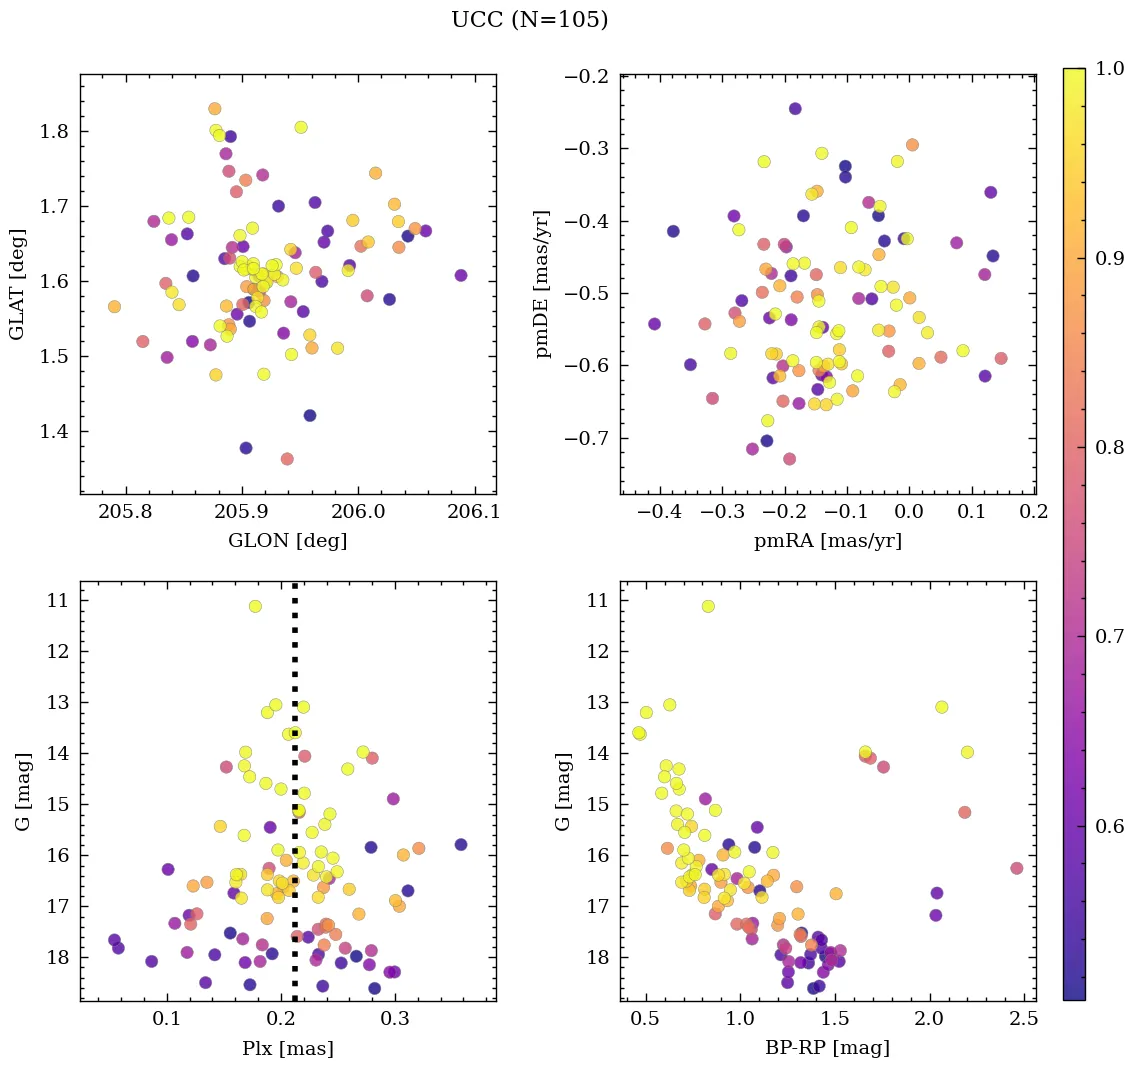 UCC (N=105)
1.8
1.7
1.6
1.5
1.4
GLAT [deg]
205.8 205.9 206.0 206.1
GLON [deg]
−0.2
−0.3
−0.4
−0.5
−0.6
−0.7
pmDE [mas/yr]
−0.4 −0.3 −0.2 −0.1 0.0 0.1 0.2
pmRA [mas/yr]
11
12
13
14
15
16
17
18
G [mag]
0.1 0.2 0.3
Plx [mas]
11
12
13
14
15
16
17
18
G [mag]
0.5 1.0 1.5 2.0 2.5
BP-RP [mag]
1.0
0.9
0.8
0.7
0.6